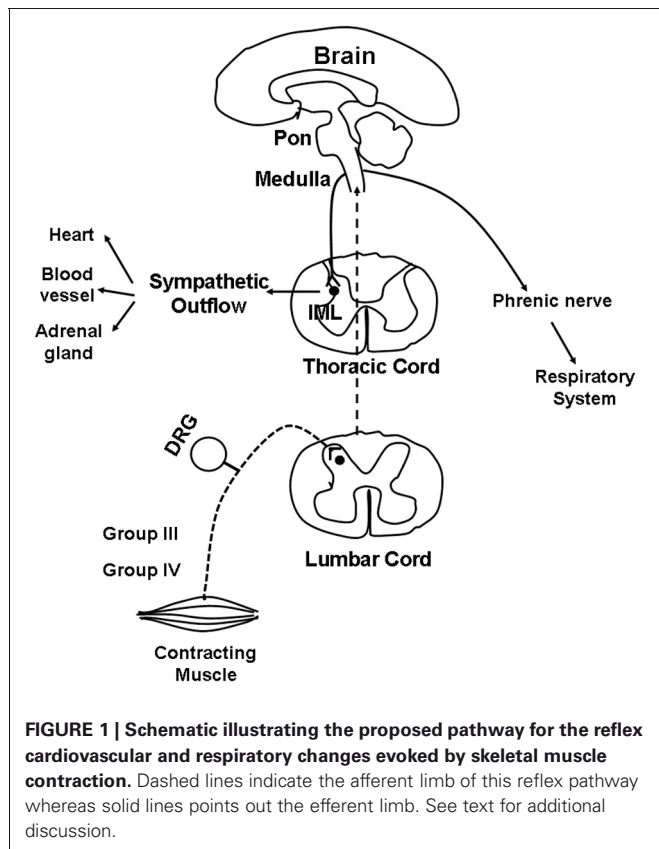 Brain
Pon
Medulla
Heart
Blood
vessel
Adrenal
gland
Sympathetic
Outflow
IML
Thoracic Cord
Phrenic nerve
Respiratory
System
DRG
Group III
Group IV
Lumbar Cord
Contracting
Muscle
FIGURE 1 | Schematic illustrating the proposed pathway for the reflex
cardiovascular and respiratory changes evoked by skeletal muscle
contraction. Dashed lines indicate the afferent limb of this reflex pathway
whereas solid lines points out the efferent limb. See text for additional
discussion.